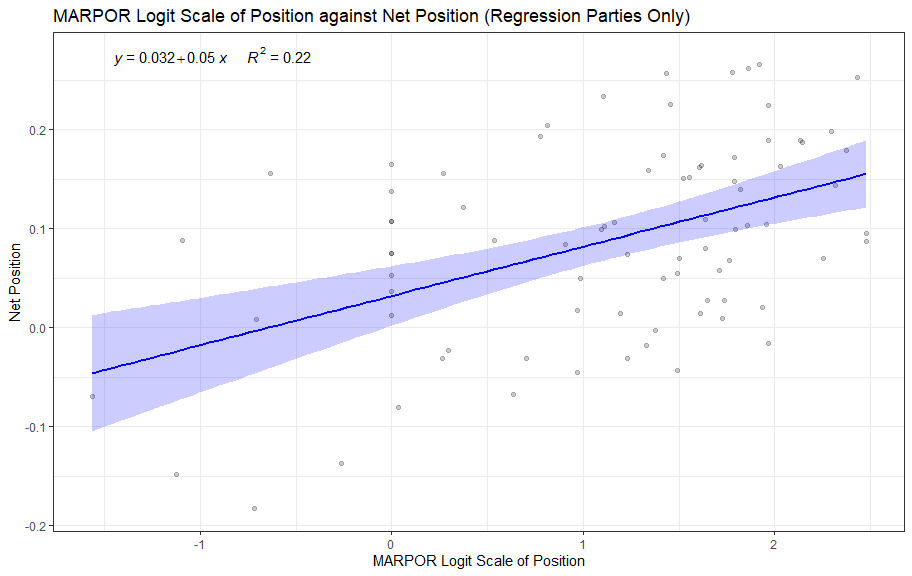 MARPOR Logit Scale of Position against Net Position (Regression Parties Only)
y = 0.032+0.05 x R² = 0.22
0.2
0.1
0.0
-0.1
-0.2
Net Position
-1 0 1 2
MARPOR Logit Scale of Position